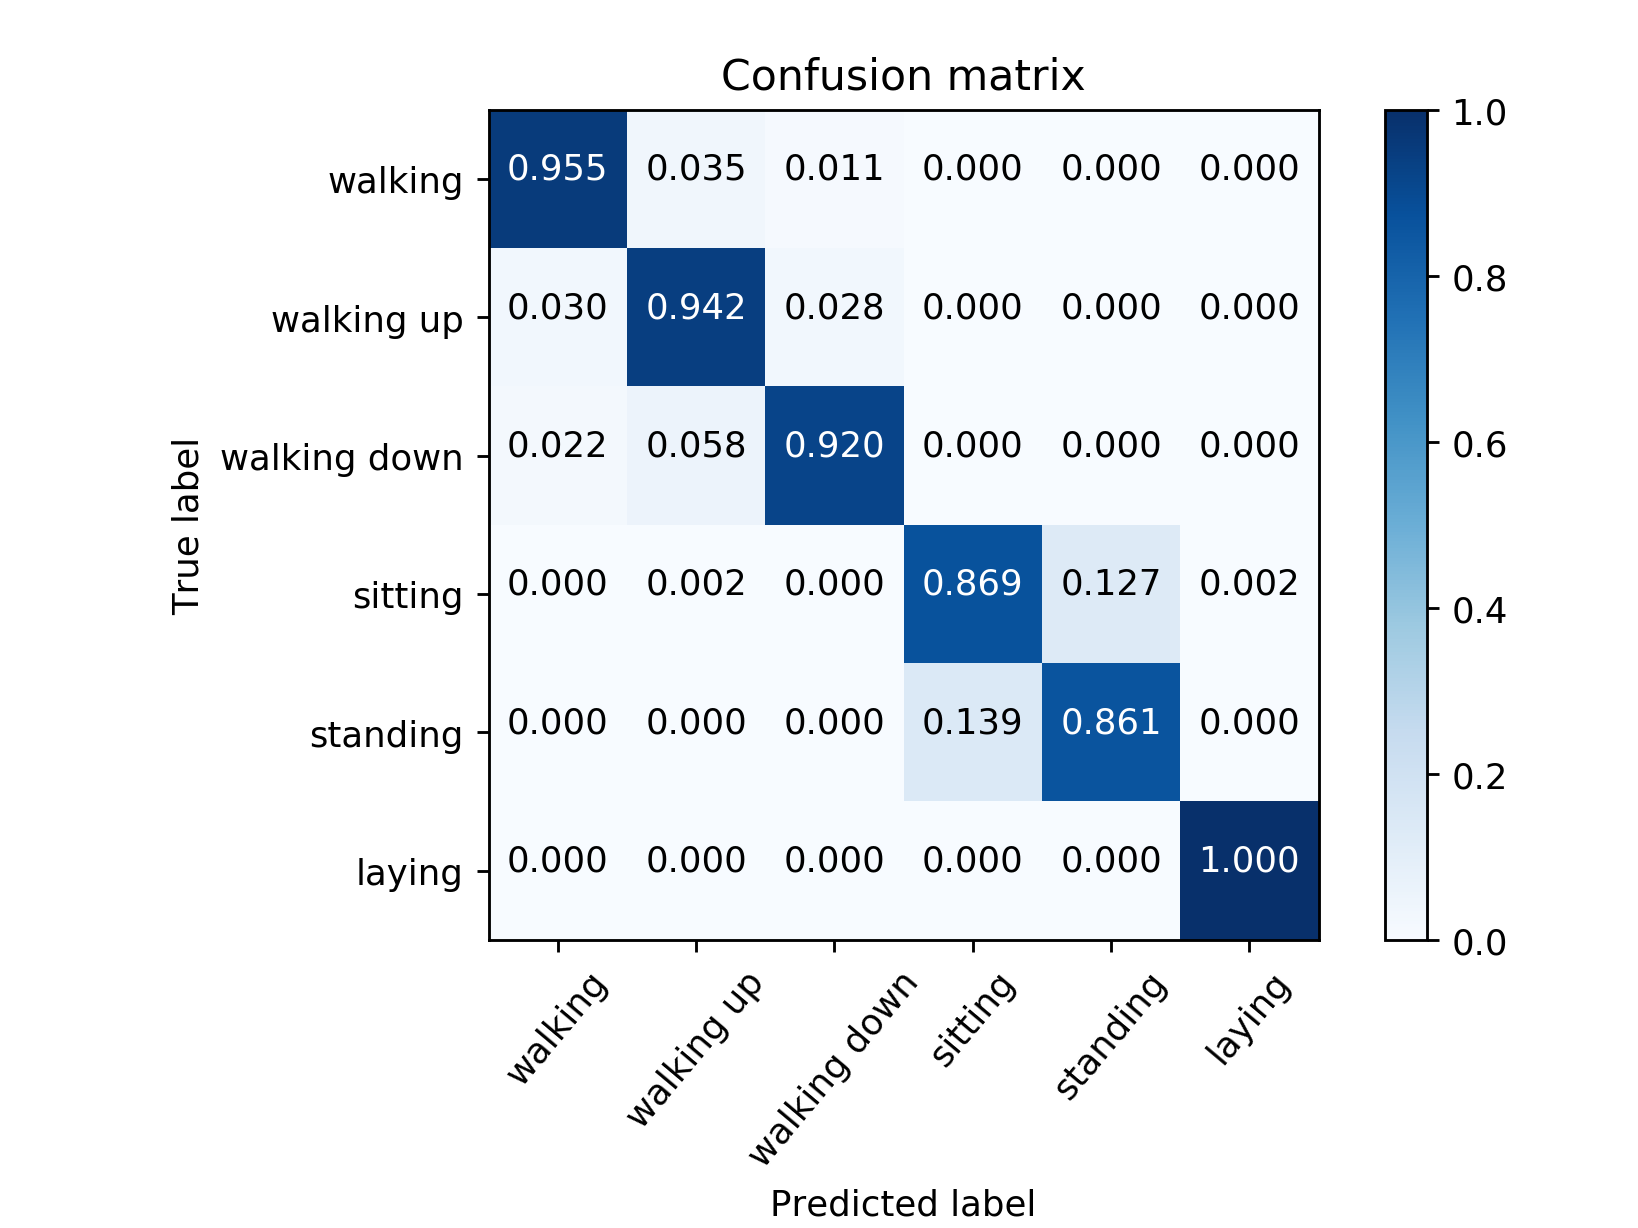 Confusion matrix
walking 0.955 0.035 0.011 0.000 0.000 0.000
walking up 0.030 0.942 0.028 0.000 0.000 0.000
walking down 0.022 0.058 0.920 0.000 0.000 0.000
sitting 0.000 0.002 0.000 0.869 0.127 0.002
standing 0.000 0.000 0.000 0.139 0.861 0.000
laying 0.000 0.000 0.000 0.000 0.000 1.000
True label
walking
walking up
walking down
sitting
standing
laying
Predicted label
1.0
0.8
0.6
0.4
0.2
0.0